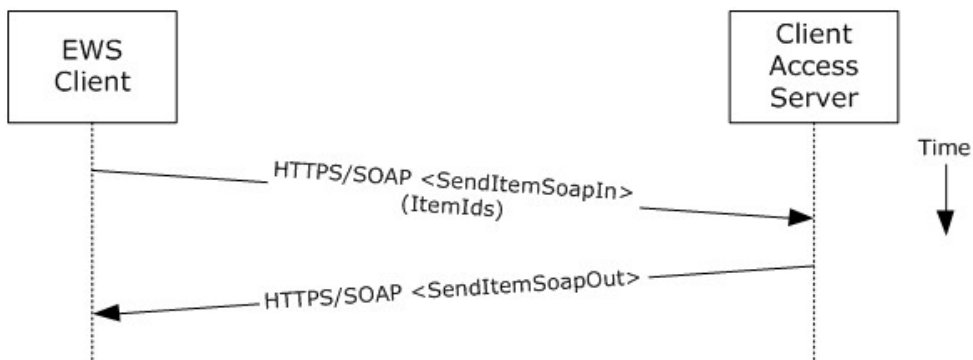 EWS
Client
Client
Access
Server
Time
HTTPS/SOAP <SendItemSoapIn>
(ItemIds)
HTTPS/SOAP <SendItemSoapOut>